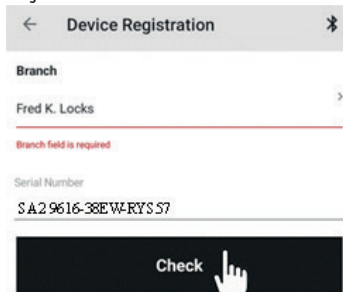 Device Registration
Branch
Fred K. Locks
Branch field is required
Serial Number
SA29616-38EW-RYS57
Check